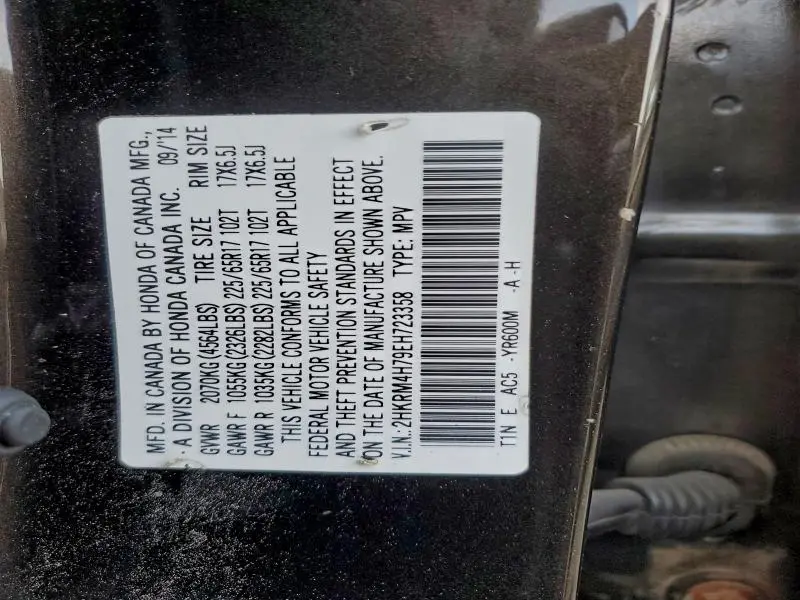 MFD. IN CANADA BY HONDA OF CANADA MFG.,
A DIVISION OF HONDA CANADA INC. 09/'14
GVWR 2070KG(4564LBS) TIRE SIZE RIM SIZE
GAWR F 1055KG(2326LBS) 225/65R17 102T 17X6.5J
GAWR R 1035KG(2282LBS) 225/65R17 102T 17X6.5J
THIS VEHICLE CONFORMS TO ALL APPLICABLE
FEDERAL MOTOR VEHICLE SAFETY
AND THEFT PREVENTION STANDARDS IN EFFECT
ON THE DATE OF MANUFACTURE SHOWN ABOVE.
V.I.N.: 2HKRM4H79EH723358 TYPE: MPV
T1N E AC5 -YR600M -A -H